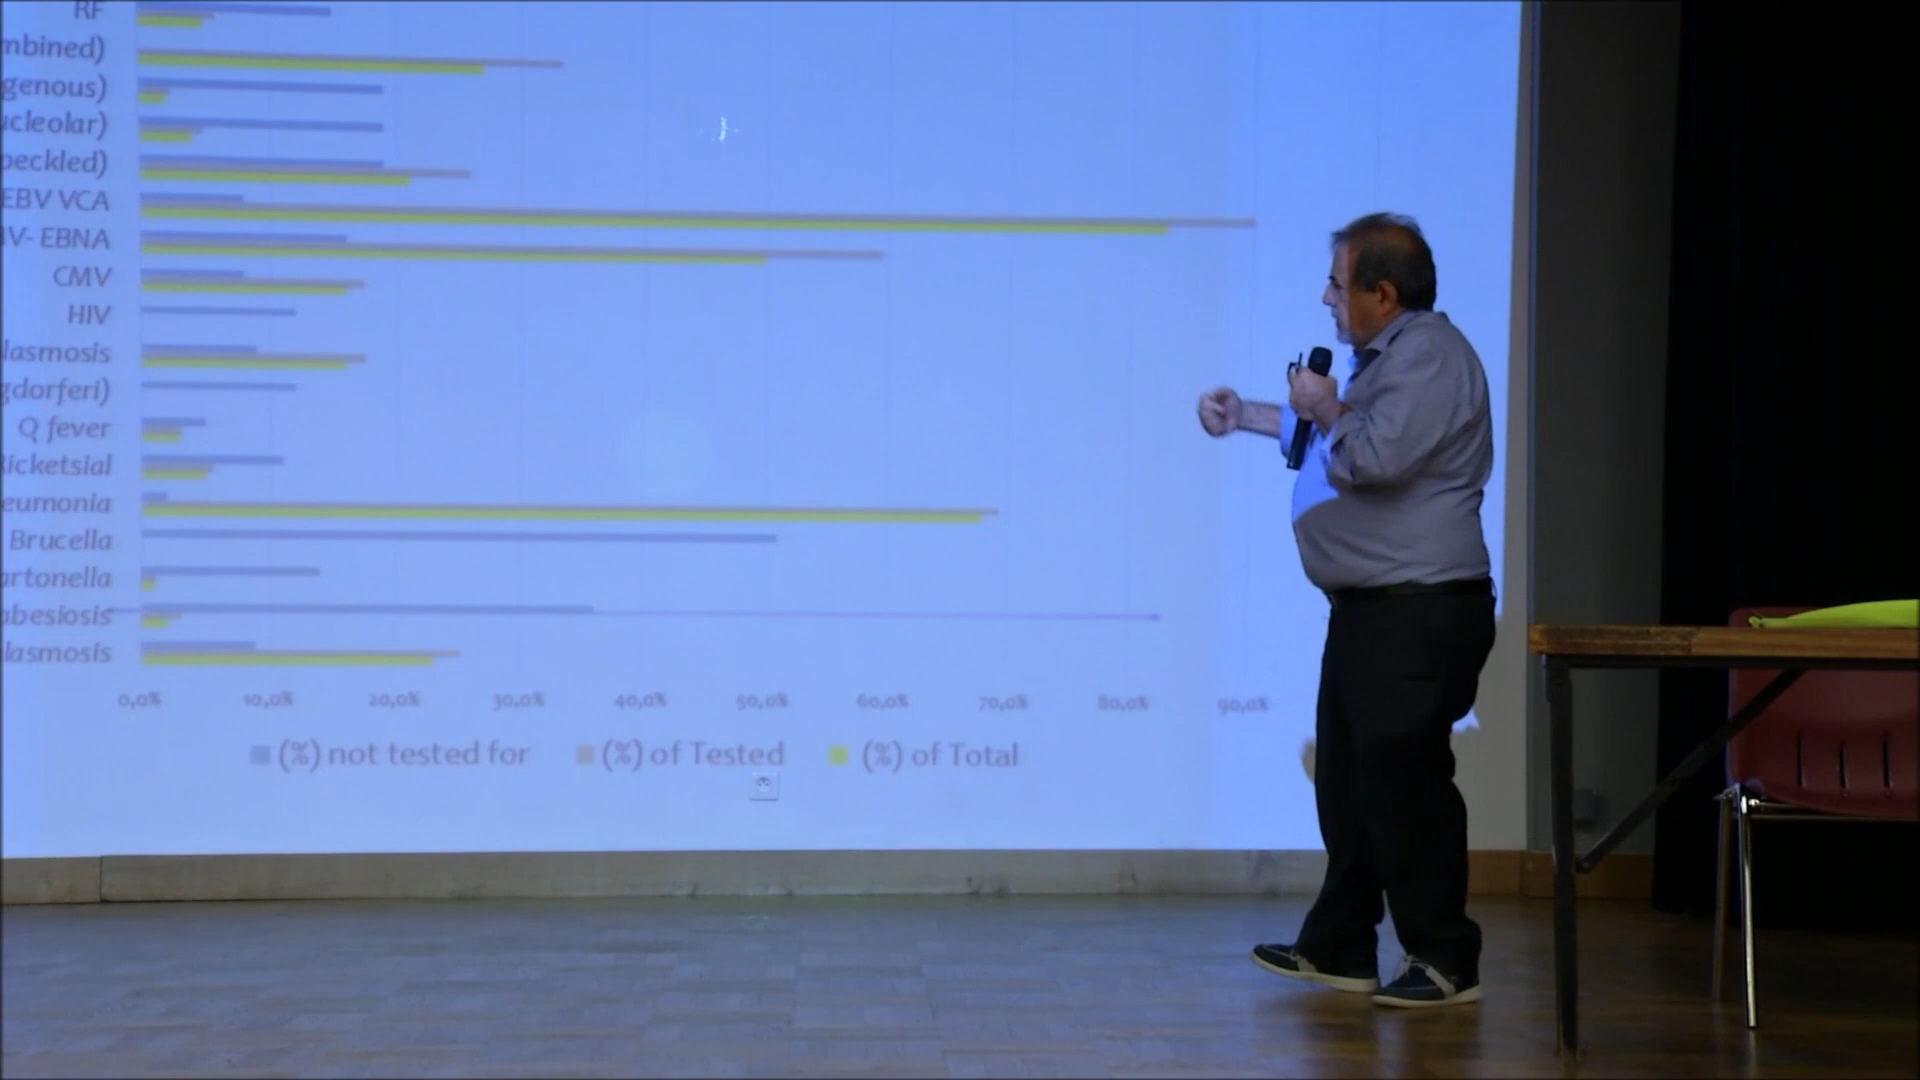 RF
mbined)
genous)
ucleolar)
peckled)
EBV VCA
V- EBNA
CMV
HIV
lasmosis
gdorferi)
Q fever
Ricketsial
eumonia
Brucella
artonella
abesiosis
lasmosis
0,0% 10,0% 20,0% 30,0% 40,0% 50,0% 60,0% 70,0% 80,0% 90,0%
(%) not tested for (%) of Tested (%) of Total